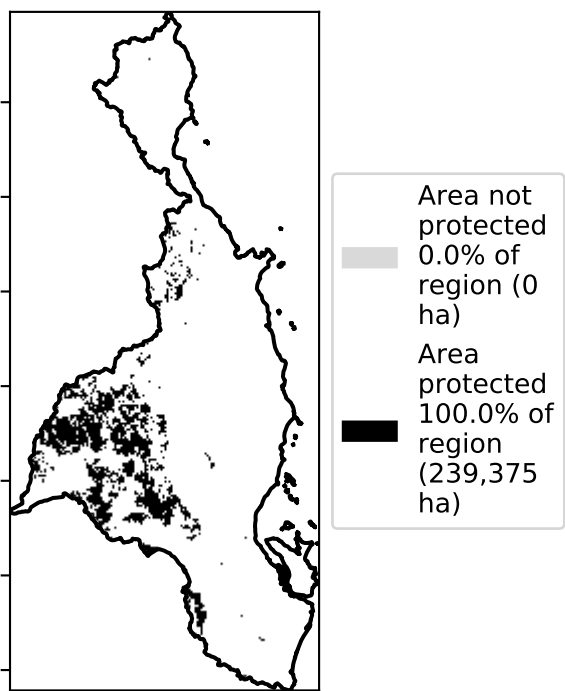 Area not
protected
0.0% of
region (0
ha)
Area
protected
100.0% of
region
(239,375
ha)